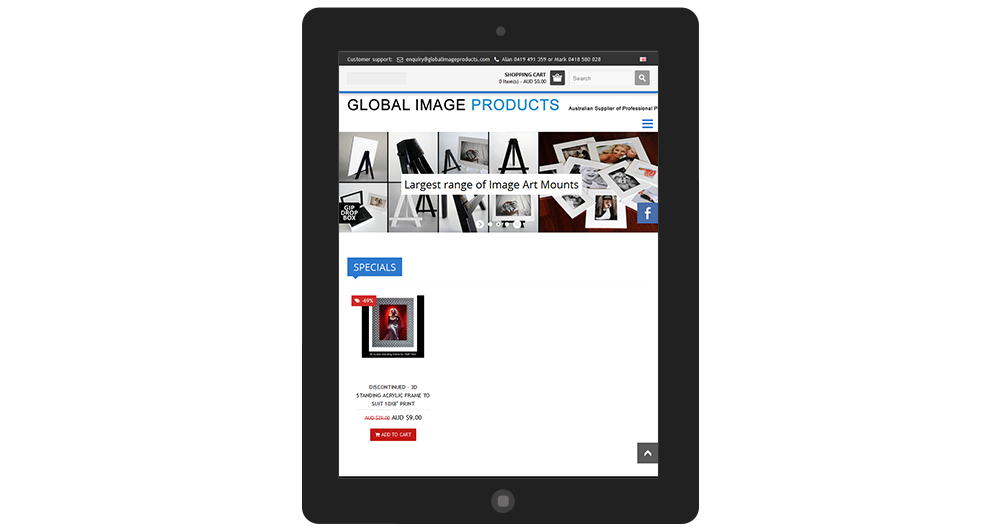 Customer support: enquiry@globalimageproducts.com Alan 0419 491 359 or Mark 0418 580 028
SHOPPING CART
0 Item(s) - AUD $0.00
Search
GLOBAL IMAGE PRODUCTS Australian Supplier of Professional P
Largest range of Image Art Mounts
GIP
DROP
BOX
f
SPECIALS
-69%
DISCONTINUED - 3D
STANDING ACRYLIC FRAME TO
SUIT 10X8" PRINT
AUD $29.00 AUD $9.00
ADD TO CART